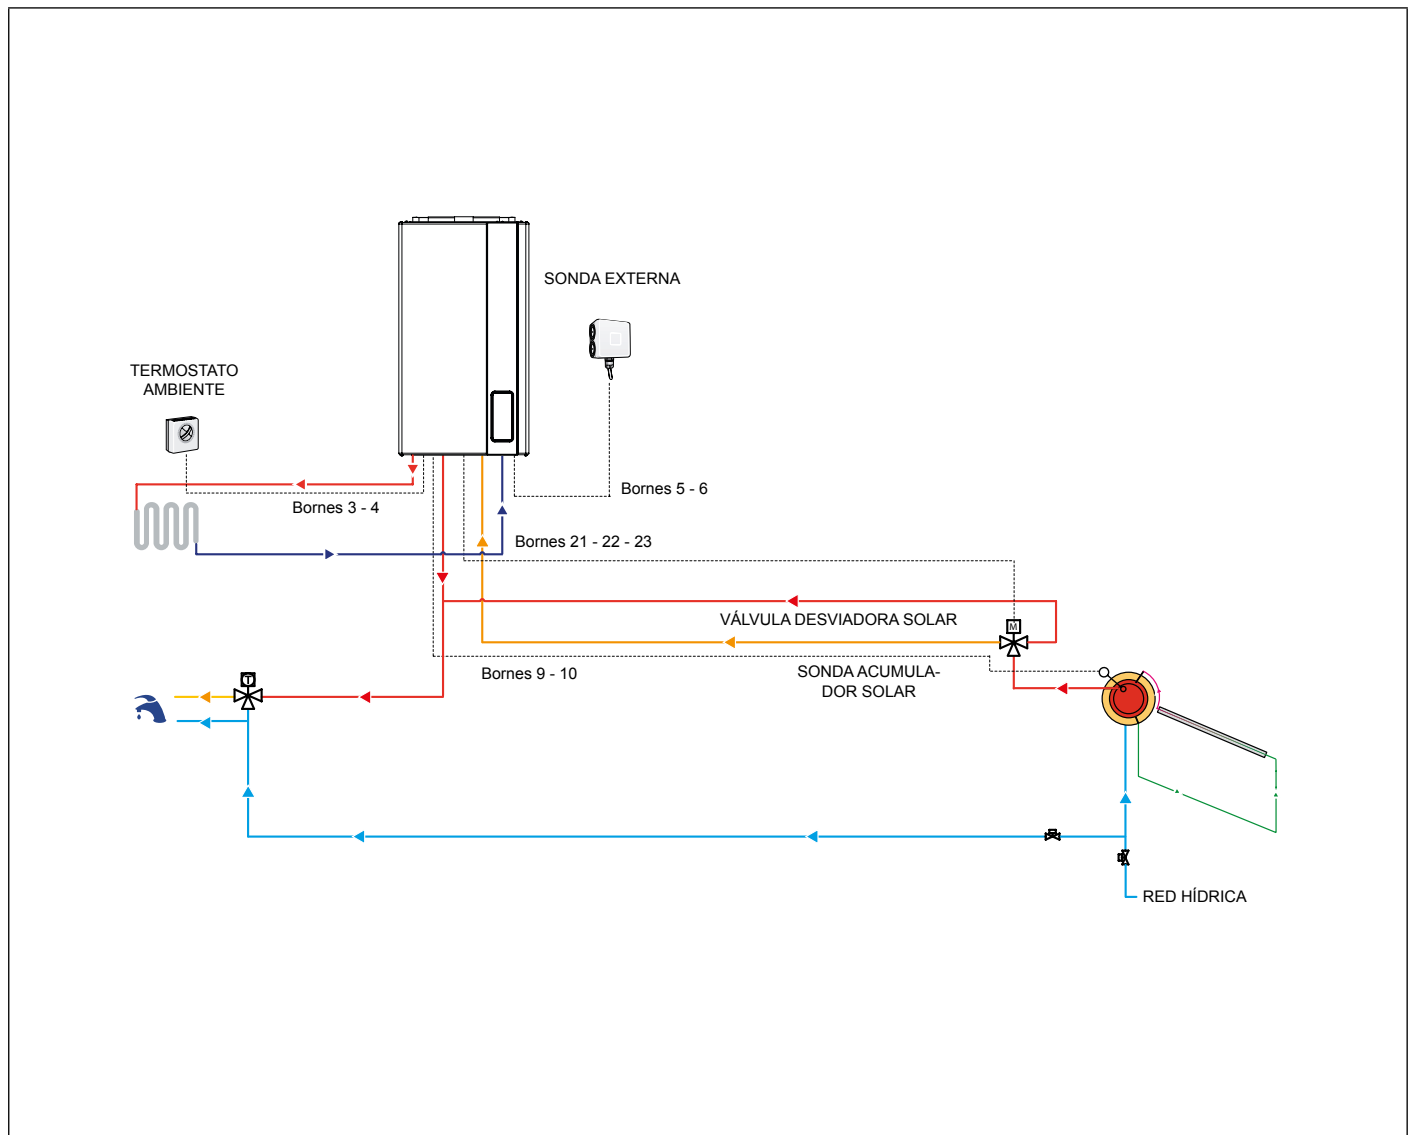 SONDA EXTERNA
TERMOSTATO
AMBIENTE
Bornes 5 - 6
Bornes 3 - 4
Bornes 21 - 22 - 23
VÁLVULA DESVIADORA SOLAR
M
Bornes 9 - 10
SONDA ACUMULA-
DOR SOLAR
T
RED HÍDRICA